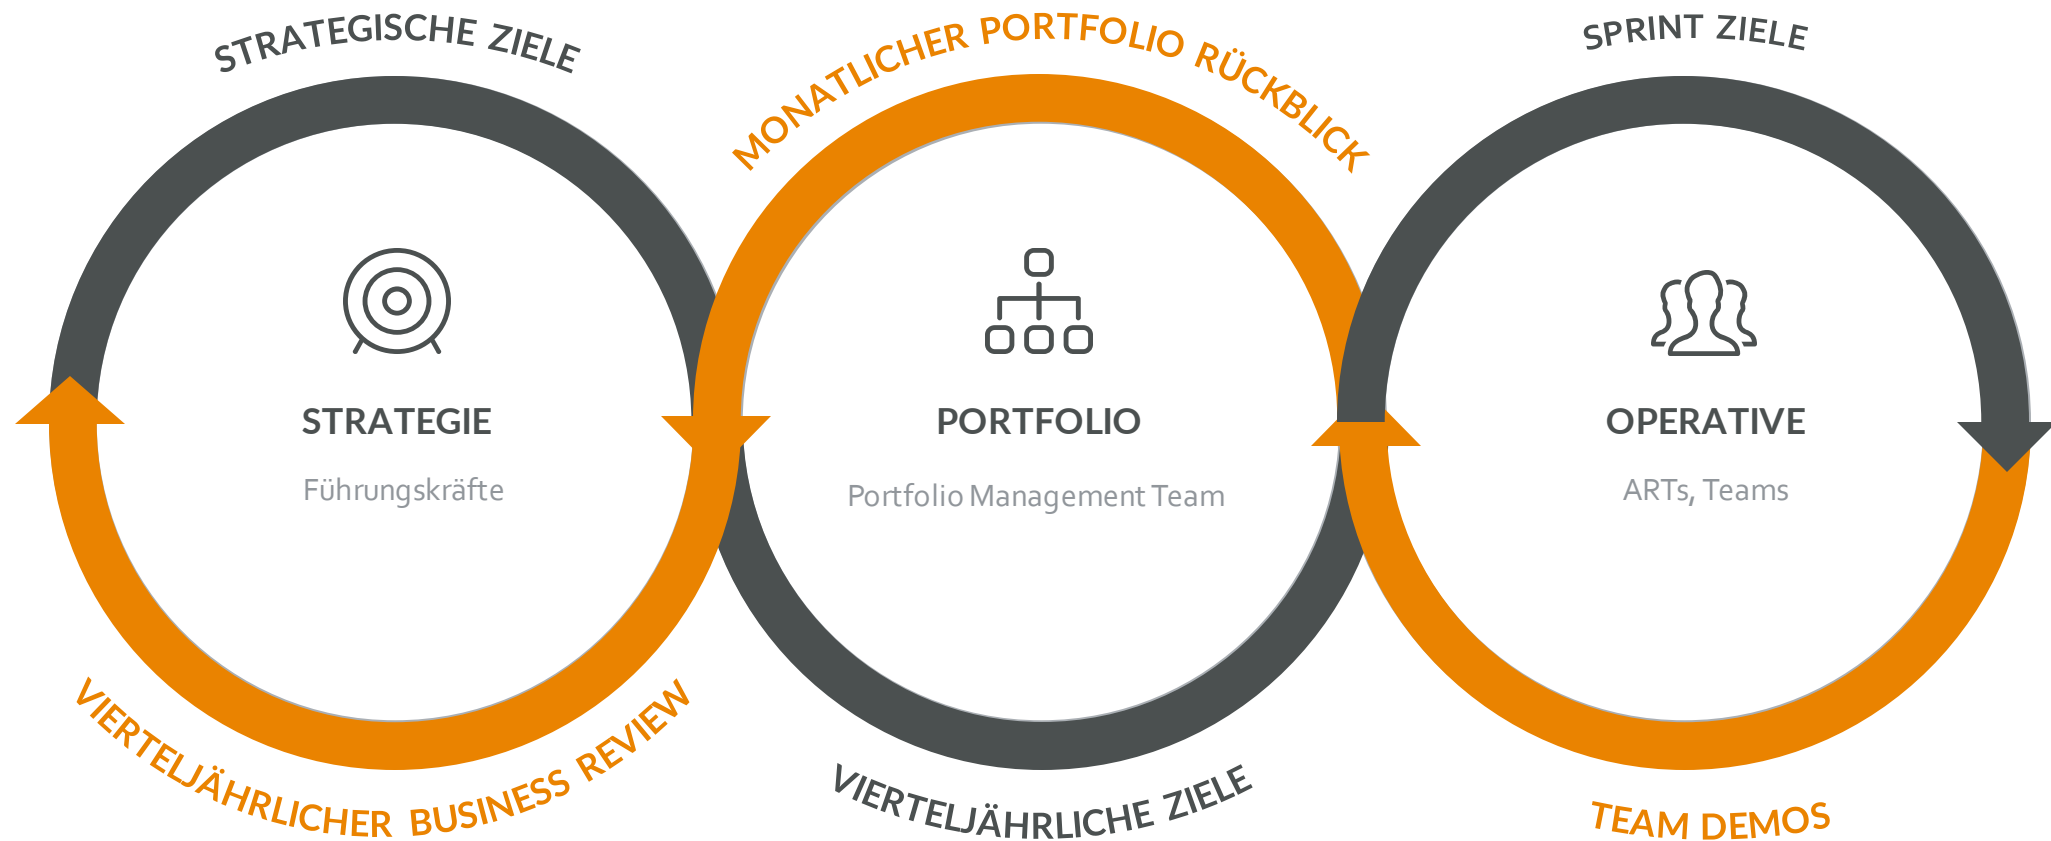 STRATEGISCHE ZIELE
MONATLICHER PORTFOLIO RÜCKBLICK
SPRINT ZIELE
STRATEGIE
Führungskräfte
PORTFOLIO
Portfolio Management Team
OPERATIVE
ARTs, Teams
VIERTELJÄHRLICHER BUSINESS REVIEW
VIERTELJÄHRLICHE ZIELE
TEAM DEMOS